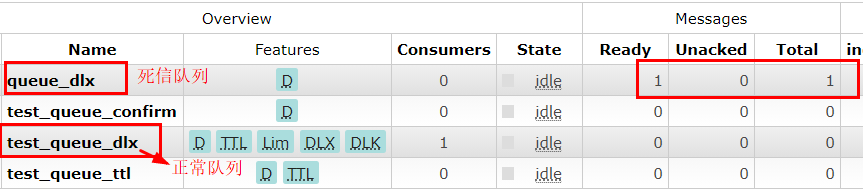 Overview Messages
Name Features Consumers State Ready Unacked Total
queue_dlx 死信队列 D 0 idle 1 0 1
test_queue_confirm D 0 idle 0 0 0
test_queue_dlx D TTL Lim DLX DLK 1 idle 0 0 0
正常队列
test_queue_ttl D TTL 0 idle 0 0 0